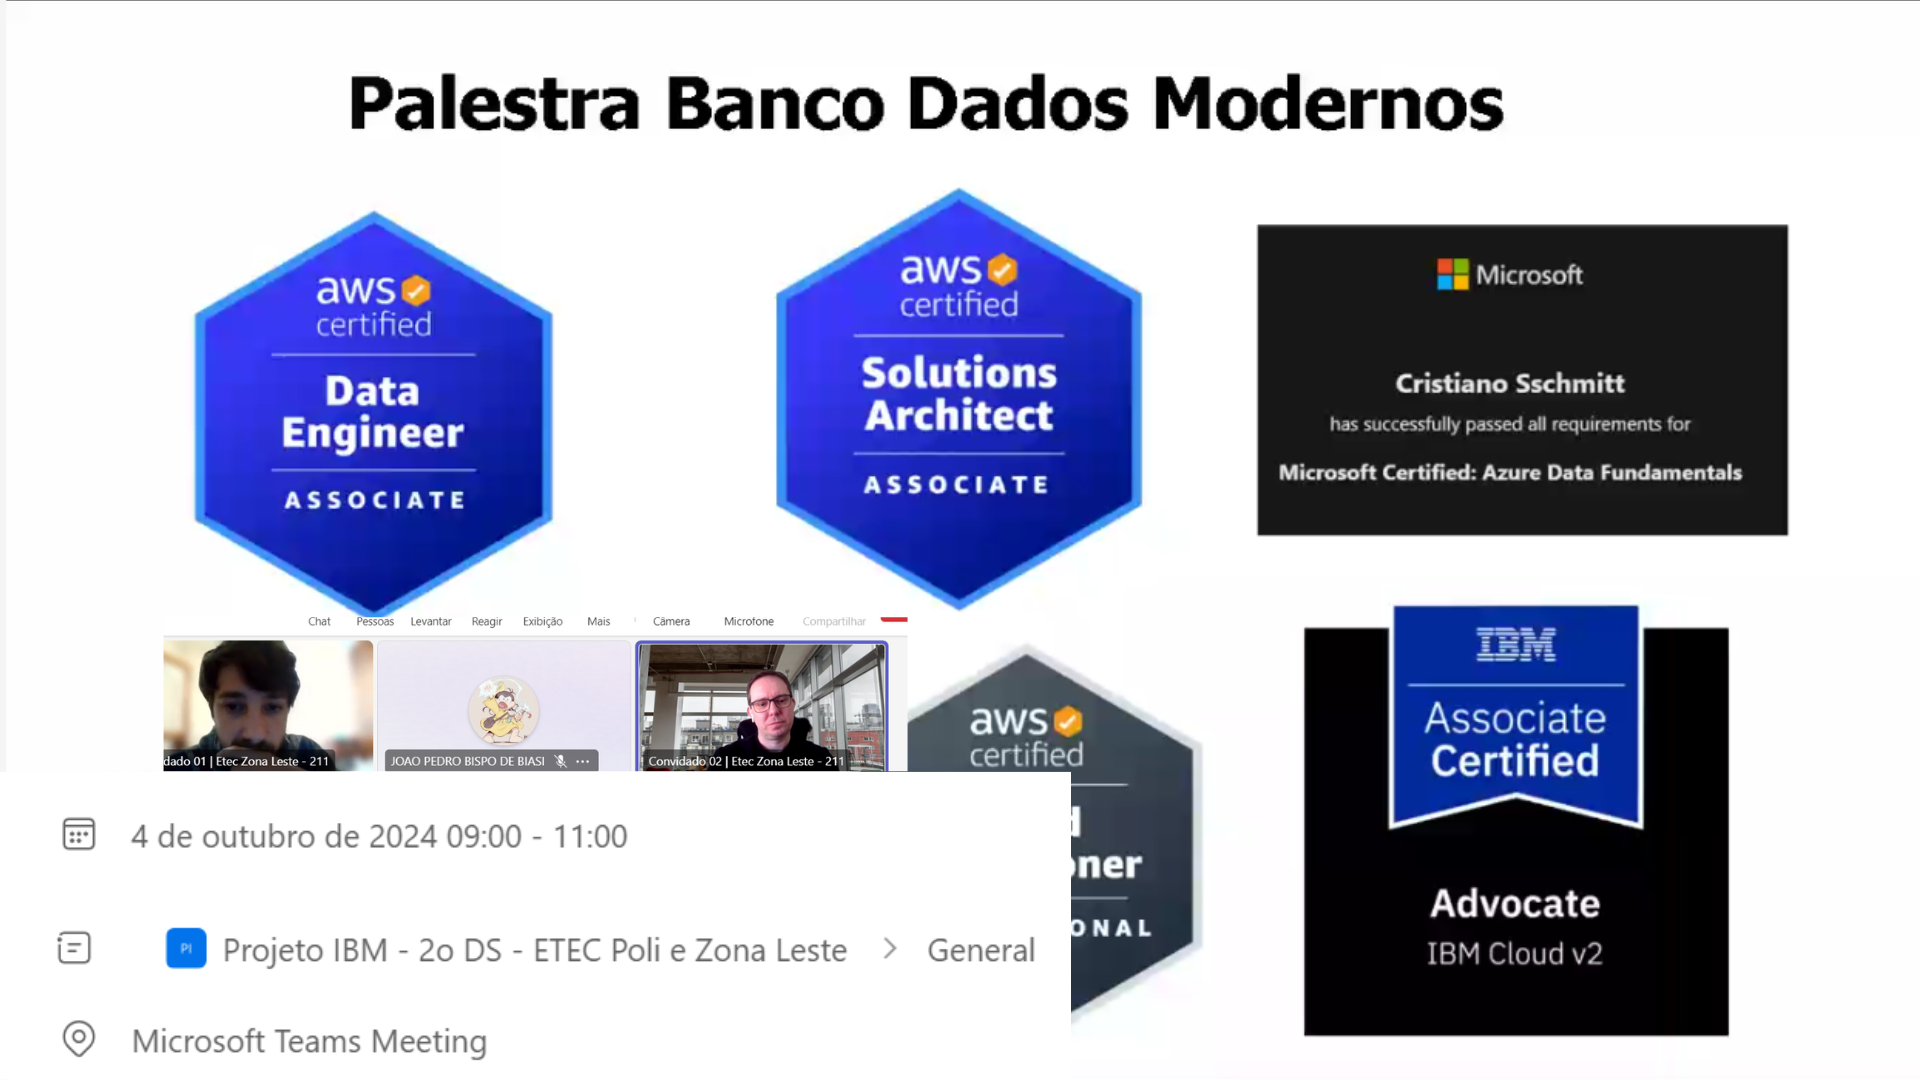 Palestra Banco Dados Modernos
aws
certified
Data
Engineer
ASSOCIATE
aws
certified
Solutions
Architect
ASSOCIATE
Microsoft
Cristiano Sschmitt
has successfully passed all requirements for
Microsoft Certified: Azure Data Fundamentals
Chat Pessoas Levantar Reagir Exibição Mais Câmera Microfone Compartilhar
dado 01 | Etec Zona Leste - 211
JOAO PEDRO BISPO DE BIASI
Convidado 02 | Etec Zona Leste - 211
aws
certified
d
oner
ONAL
IBM
Associate
Certified
Advocate
IBM Cloud v2
4 de outubro de 2024 09:00 - 11:00
PI Projeto IBM - 2o DS - ETEC Poli e Zona Leste > General
Microsoft Teams Meeting